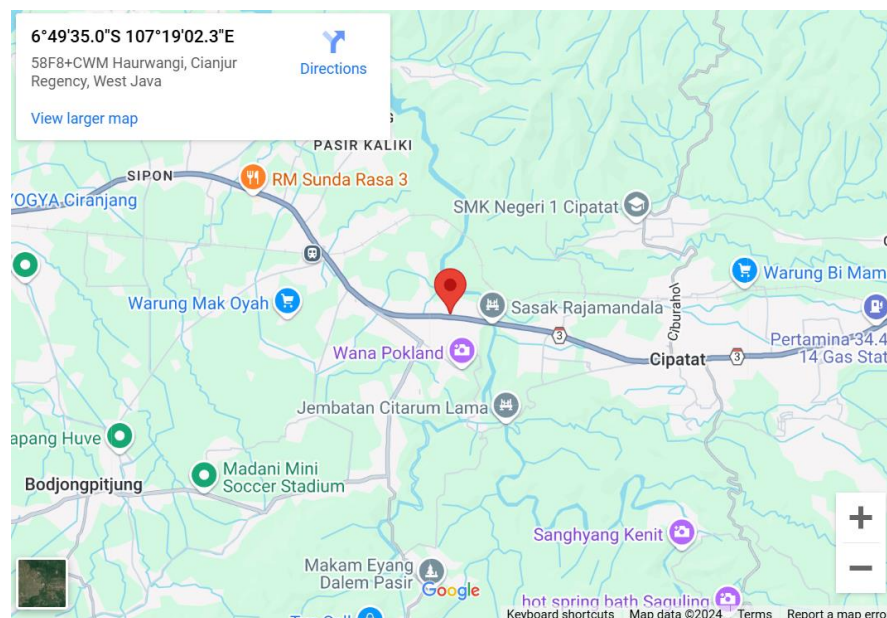 6°49'35.0"S 107°19'02.3"E
58F8+CWM Haurwangi, Cianjur
Regency, West Java
Directions
View larger map
PASIR KALIKI
SIPON
RM Sunda Rasa 3
YOGYA Ciranjang
SMK Negeri 1 Cipatat
Warung Bi Mam
Warung Mak Oyah
Ciburahol
Sasak Rajamandala
3
Pertamina 34.4
14 Gas Stat
Wana Pokland
Cipatat
3
Jembatan Citarum Lama
apang Huve
Madani Mini
Soccer Stadium
Bodjongpitjung
Sanghyang Kenit
Makam Eyang
Dalem Pasir
Google
hot spring bath Saguling
Keyboard shortcuts
Map data ©2024
Terms
Report a map erro